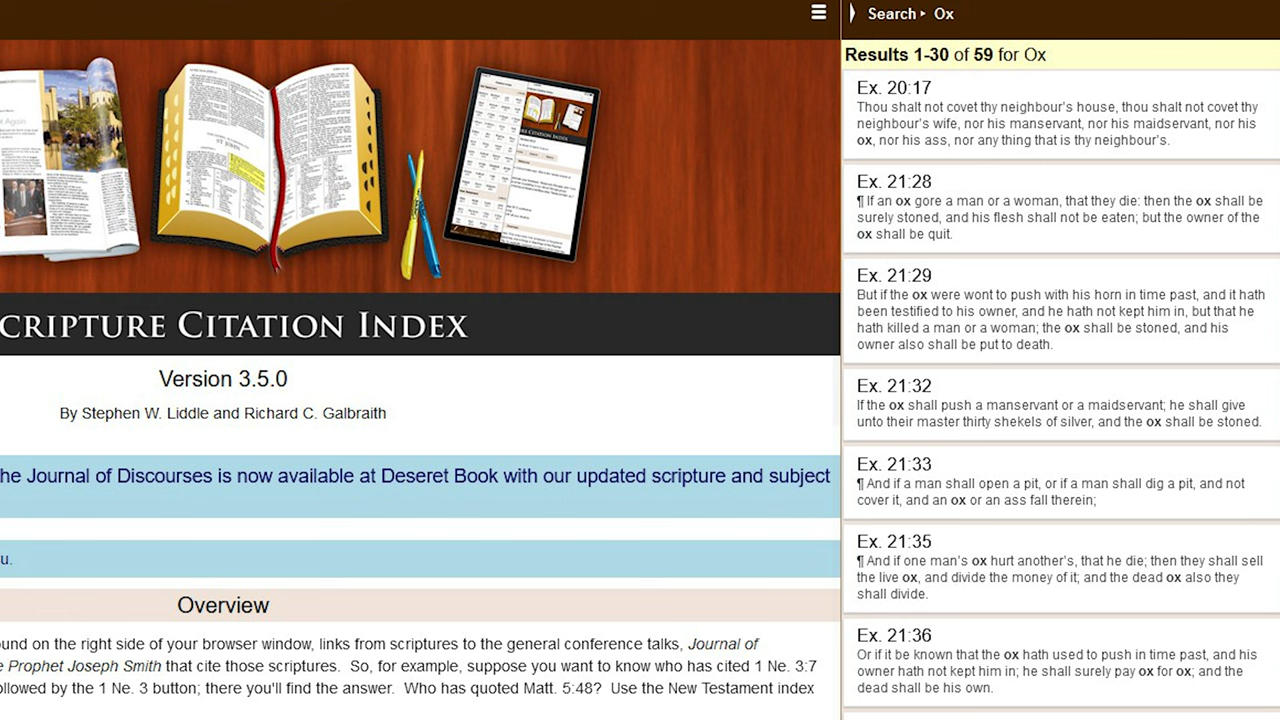 CRIPTURE CITATION INDEX
Version 3.5.0
By Stephen W. Liddle and Richard C. Galbraith
he Journal of Discourses is now available at Deseret Book with our updated scripture and subject
u.
Overview
und on the right side of your browser window, links from scriptures to the general conference talks, Journal of
e Prophet Joseph Smith that cite those scriptures.  So, for example, suppose you want to know who has cited 1 Ne. 3:7
ollowed by the 1 Ne. 3 button; there you'll find the answer.  Who has quoted Matt. 5:48?  Use the New Testament index
Search▸ Ox
Results 1-30 of 59 for Ox
Ex. 20:17
Thou shalt not covet thy neighbour's house, thou shalt not covet thy
neighbour's wife, nor his manservant, nor his maidservant, nor his
ox, nor his ass, nor any thing that is thy neighbour's.
Ex. 21:28
¶ If an ox gore a man or a woman, that they die: then the ox shall be
surely stoned, and his flesh shall not be eaten; but the owner of the
ox shall be quit.
Ex. 21:29
But if the ox were wont to push with his horn in time past, and it hath
been testified to his owner, and he hath not kept him in, but that he
hath killed a man or a woman; the ox shall be stoned, and his
owner also shall be put to death.
Ex. 21:32
If the ox shall push a manservant or a maidservant; he shall give
unto their master thirty shekels of silver, and the ox shall be stoned.
Ex. 21:33
¶ And if a man shall open a pit, or if a man shall dig a pit, and not
cover it, and an ox or an ass fall therein;
Ex. 21:35
¶ And if one man's ox hurt another's, that he die; then they shall sell
the live ox, and divide the money of it; and the dead ox also they
shall divide.
Ex. 21:36
Or if it be known that the ox hath used to push in time past, and his
owner hath not kept him in; he shall surely pay ox for ox; and the
dead shall be his own.